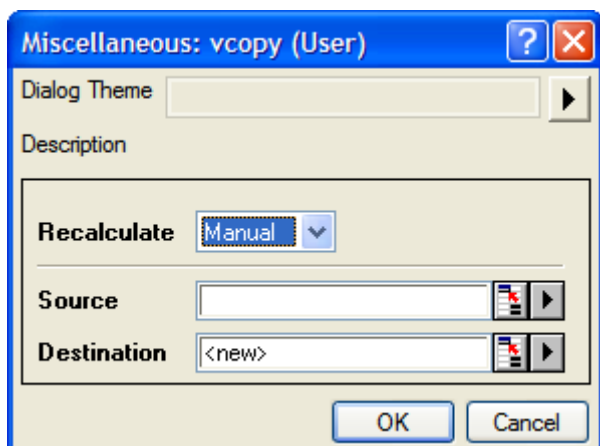 Miscellaneous: vcopy (User)
Dialog Theme
Description
Recalculate Manual
Source
Destination <new>
OK Cancel